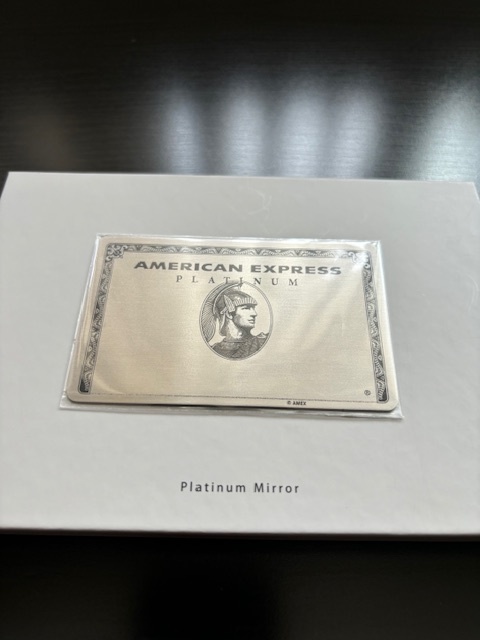 AMERICAN EXPRESS
PLATINUM
© AMEX
®
Platinum Mirror